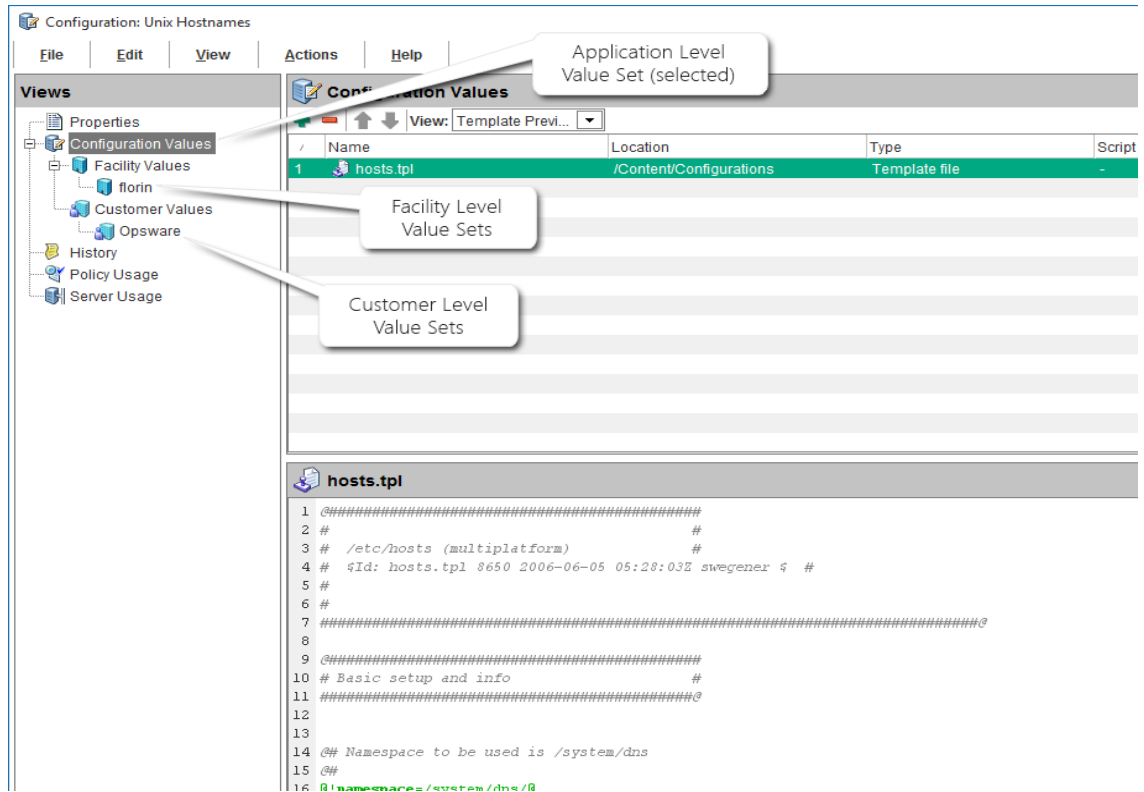 Configuration: Unix Hostnames
File Edit View Actions Help
Application Level
Value Set (selected)
Views
Properties
Configuration Values
Facility Values
florin
Customer Values
Opsware
History
Policy Usage
Server Usage
Configuration Values
View: Template Previ...
/ Name Location Type Script
1 hosts.tpl /Content/Configurations Template file -
Facility Level
Value Sets
Customer Level
Value Sets
hosts.tpl
1 @###########################################
2 # #
3 # /etc/hosts (multiplatform) #
4 # $Id: hosts.tpl 8650 2006-06-05 05:28:03Z swegener $ #
5 #
6 #
7 ############################################################################@
8
9 @###########################################
10 # Basic setup and info #
11 ###########################################@
12
13
14 @# Namespace to be used is /system/dns
15 @#
16 @!namespace=/system/dns/@